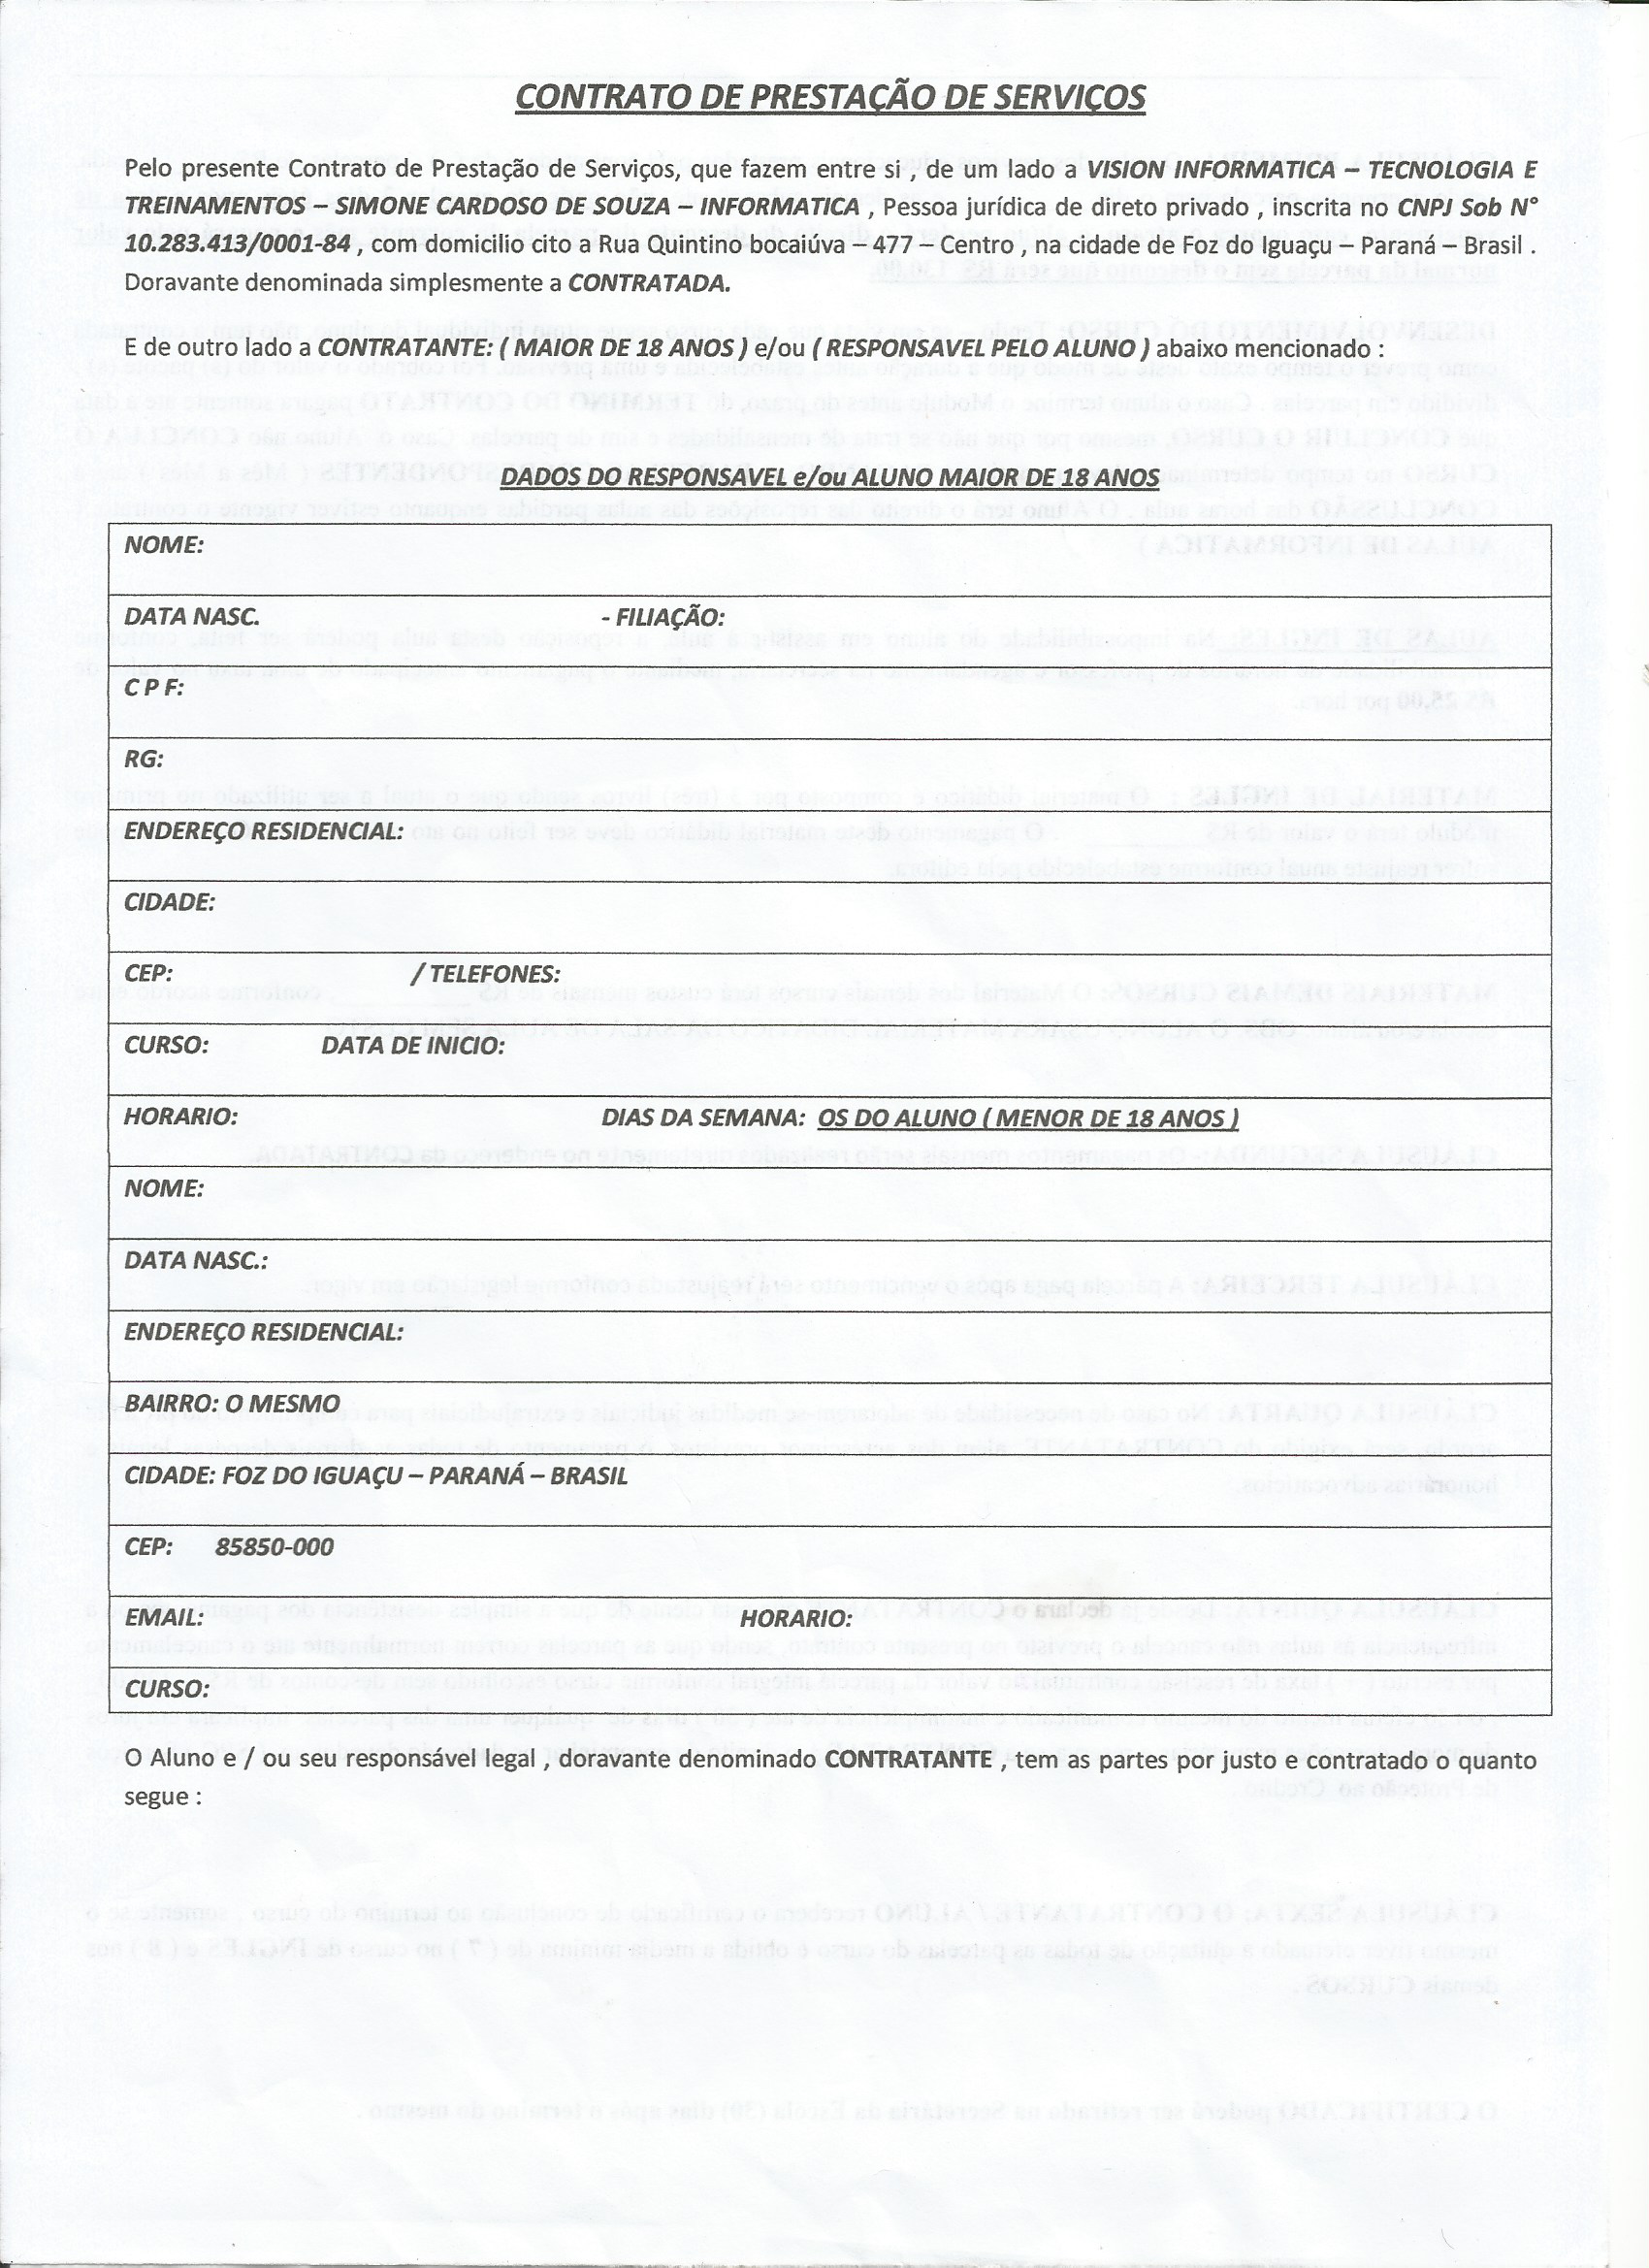 CONTRATO DE PRESTAÇÃO DE SERVIÇOS
Pelo presente Contrato de Prestação de Serviços, que fazem entre si , de um lado a VISION INFORMATICA – TECNOLOGIA E
TREINAMENTOS – SIMONE CARDOSO DE SOUZA – INFORMATICA , Pessoa jurídica de direto privado , inscrita no CNPJ Sob N°
10.283.413/0001-84 , com domicilio cito a Rua Quintino bocaiúva – 477 – Centro , na cidade de Foz do Iguaçu – Paraná – Brasil .
Doravante denominada simplesmente a CONTRATADA.
E de outro lado a CONTRATANTE: ( MAIOR DE 18 ANOS ) e/ou ( RESPONSAVEL PELO ALUNO ) abaixo mencionado :
DADOS DO RESPONSAVEL e/ou ALUNO MAIOR DE 18 ANOS
NOME:
DATA NASC. - FILIAÇÃO:
C P F:
RG:
ENDEREÇO RESIDENCIAL:
CIDADE:
CEP: / TELEFONES:
CURSO: DATA DE INICIO:
HORARIO: DIAS DA SEMANA: OS DO ALUNO ( MENOR DE 18 ANOS )
NOME:
DATA NASC.:
ENDEREÇO RESIDENCIAL:
BAIRRO: O MESMO
CIDADE: FOZ DO IGUAÇU – PARANÁ – BRASIL
CEP: 85850-000
EMAIL: HORARIO:
CURSO:
O Aluno e / ou seu responsável legal , doravante denominado CONTRATANTE , tem as partes por justo e contratado o quanto
segue :